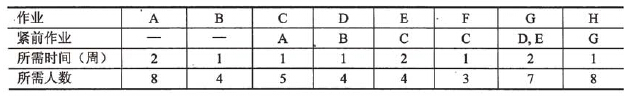 作业 A B C D E F G H
紧前作业 — — A B C C D, E G
所需时间（周） 2 1 1 1 2 1 2 1
所需人数 8 4 5 4 4 3 7 8